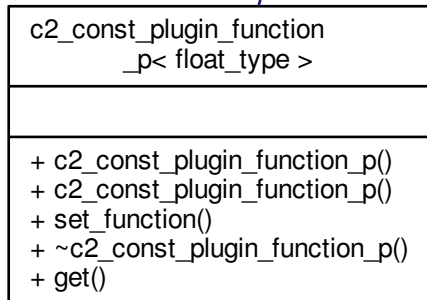 c2_const_plugin_function
_p< float_type >
+ c2_const_plugin_function_p()
+ c2_const_plugin_function_p()
+ set_function()
+ ~c2_const_plugin_function_p()
+ get()